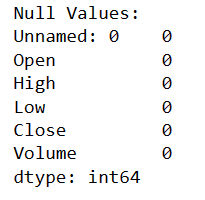 Null Values:
Unnamed: 0    0
Open          0
High          0
Low           0
Close         0
Volume        0
dtype: int64